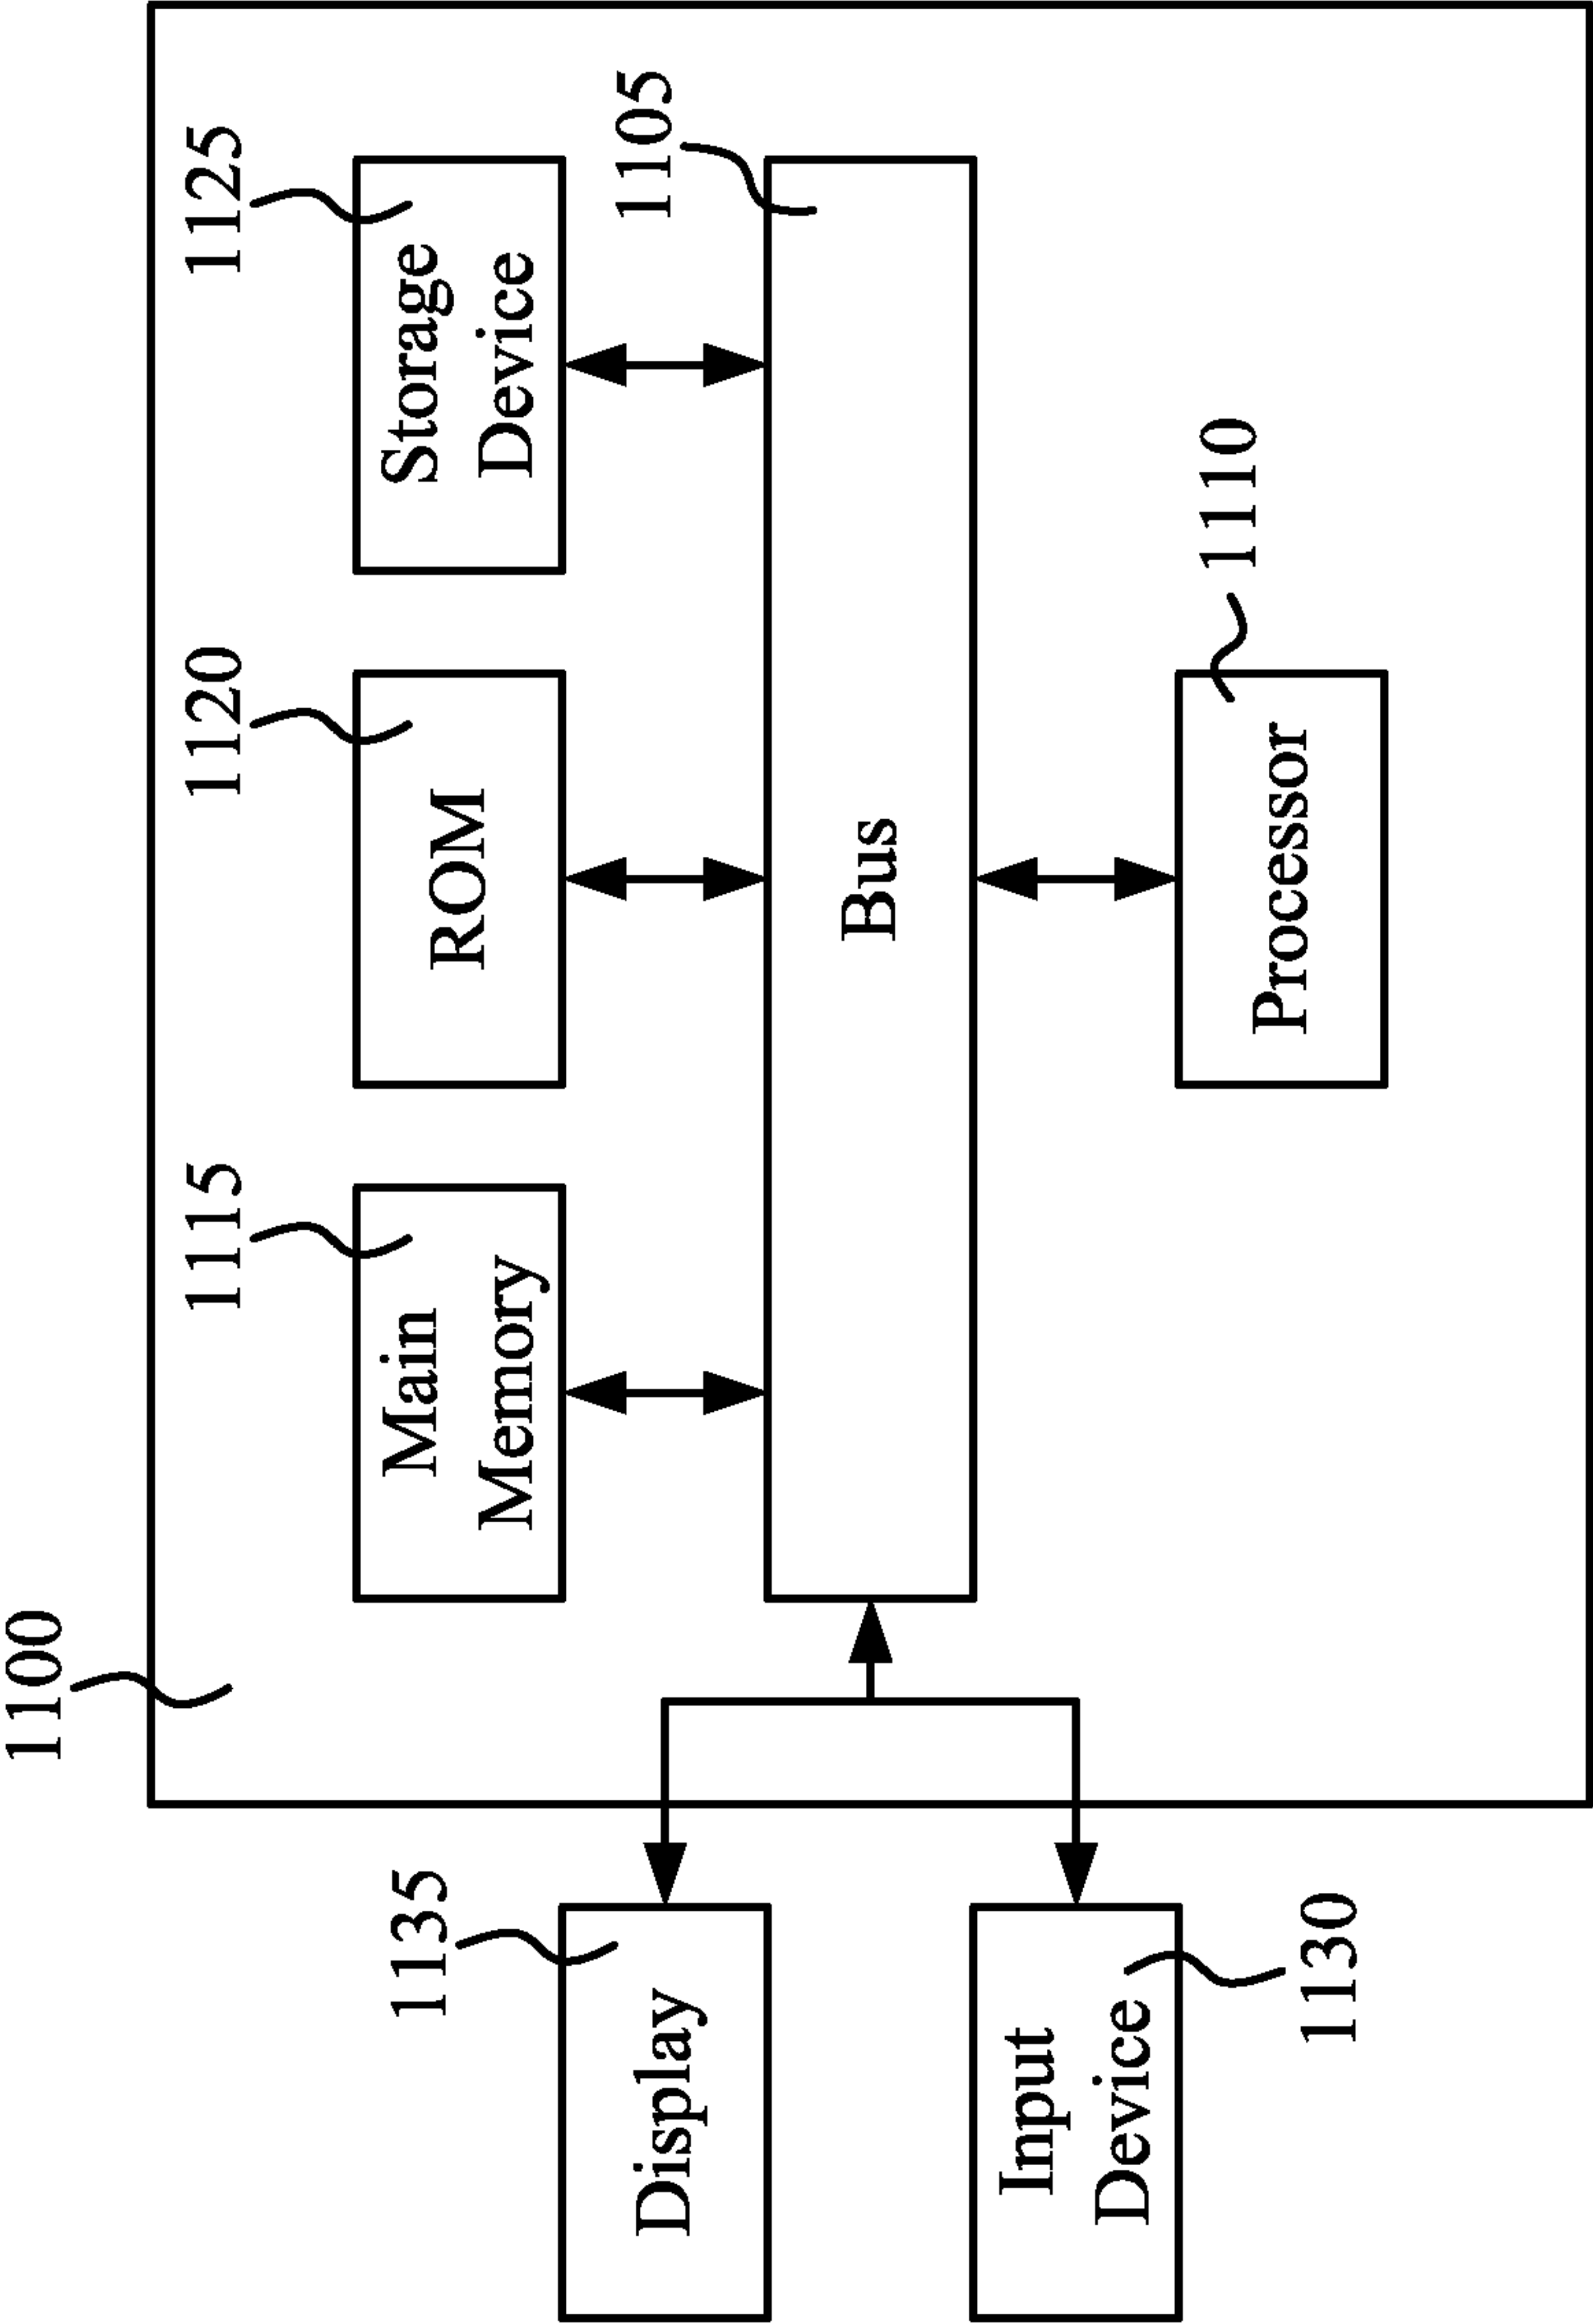 1100
1115
1120
1125
Main
Memory
ROM
Storage
Device
1105
1135
Display
Bus
Input
Device
1130
1110
Processor